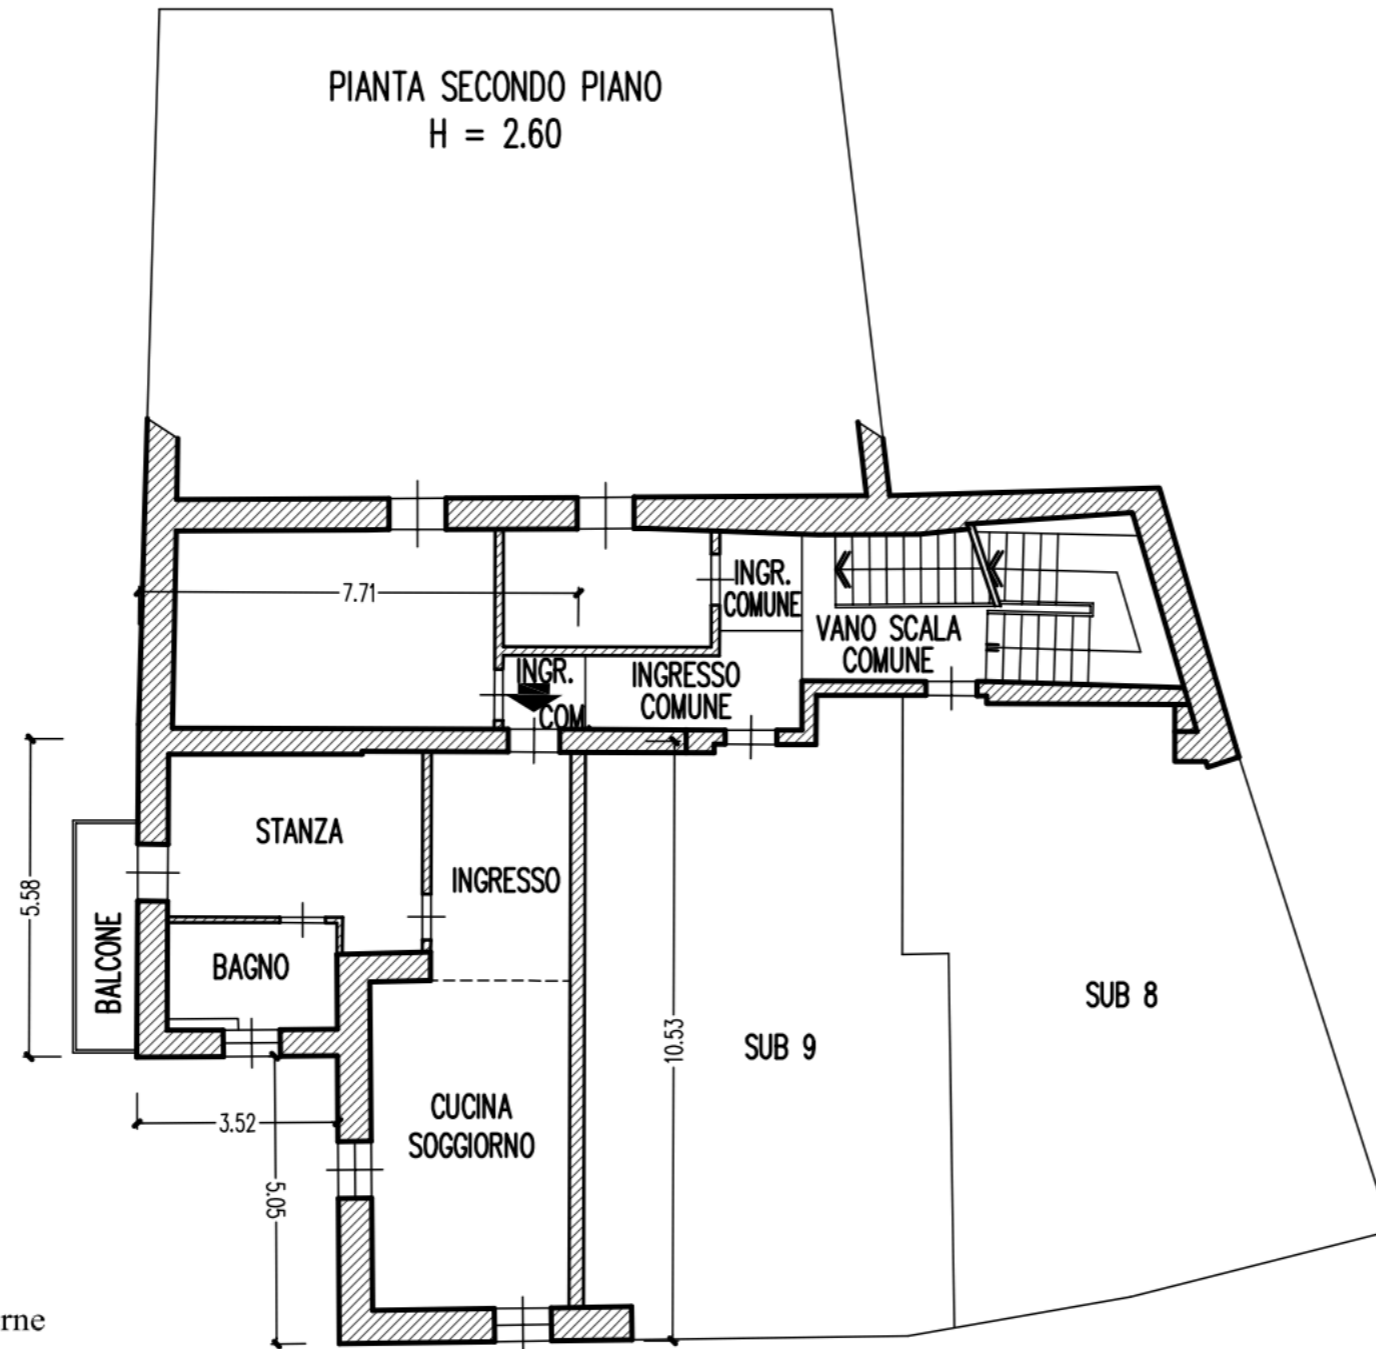 PIANTA SECONDO PIANO
H = 2.60
7.71
INGR.
COMUNE
VANO SCALA
COMUNE
INGR.
COM.
INGRESSO
COMUNE
STANZA
INGRESSO
5.58
BALCONE
BAGNO
SUB 8
10.53
SUB 9
CUCINA
SOGGIORNO
3.52
5.05
rne